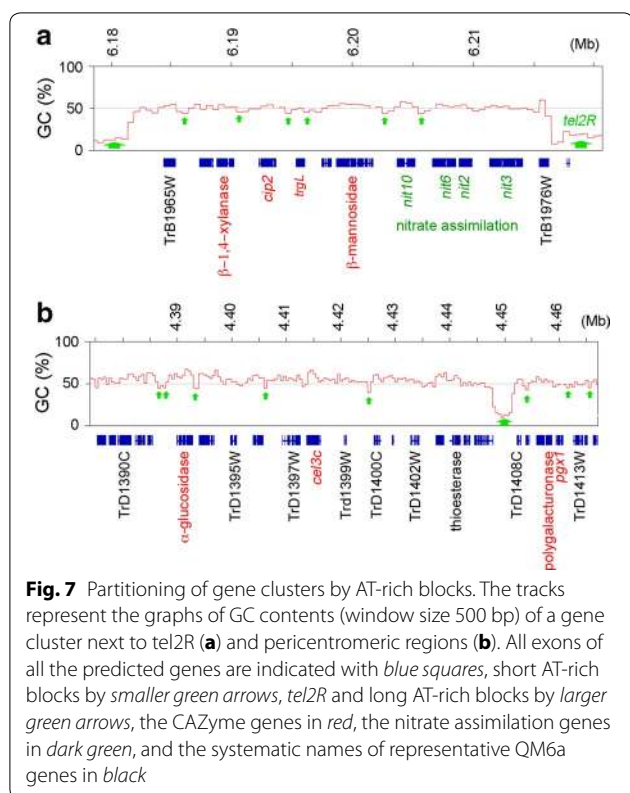 a
6.18 6.19 6.20 6.21 (Mb)
100
50
0
GC (%)
tel2R
TrB1965W β-1,4-xylanase cip2 trgL β-mannosidae nit10 nit6 nit2 nit3 TrB1976W
nitrate assimilation
b
4.39 4.40 4.41 4.42 4.43 4.44 4.45 4.46 (Mb)
100
50
0
GC (%)
TrD1390C α-glucosidase TrD1395W TrD1397W cel3c Trd1399W TrD1400C TrD1402W thioesterase TrD1408C polygalacturonase pgx1 TrD1413W
Fig. 7 Partitioning of gene clusters by AT-rich blocks. The tracks
represent the graphs of GC contents (window size 500 bp) of a gene
cluster next to tel2R (a) and pericentromeric regions (b). All exons of
all the predicted genes are indicated with blue squares, short AT-rich
blocks by smaller green arrows, tel2R and long AT-rich blocks by larger
green arrows, the CAZyme genes in red, the nitrate assimilation genes
in dark green, and the systematic names of representative QM6a
genes in black